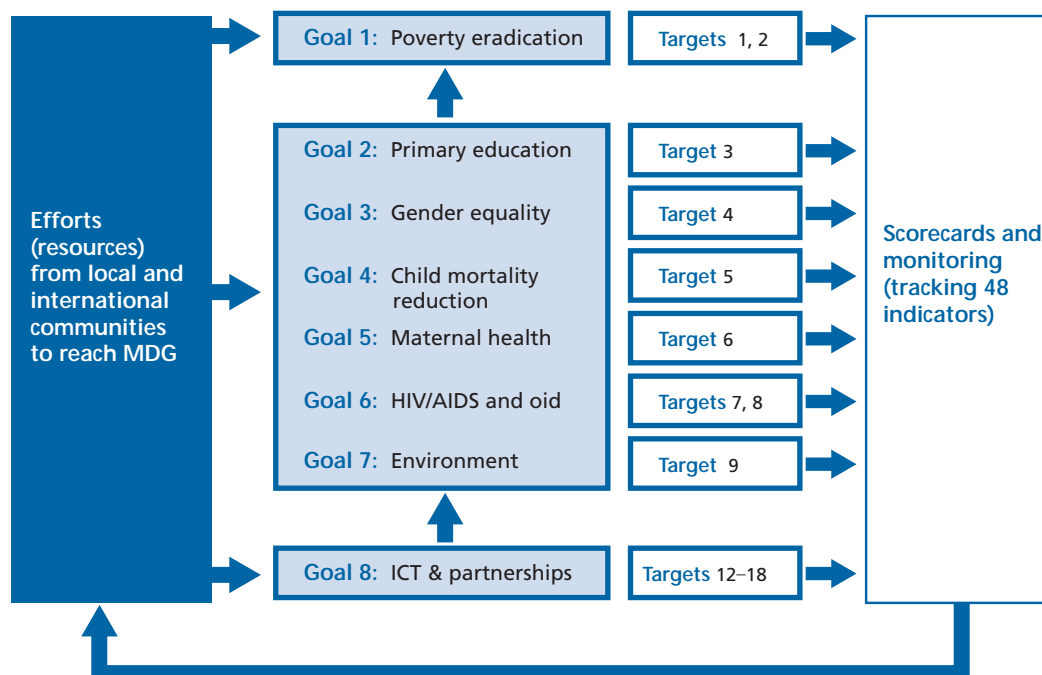 Efforts
(resources)
from local and
international
communities
to reach MDG
Goal 1: Poverty eradication
Targets 1, 2
Goal 2: Primary education
Target 3
Goal 3: Gender equality
Target 4
Goal 4: Child mortality
reduction
Target 5
Goal 5: Maternal health
Target 6
Goal 6: HIV/AIDS and oid
Targets 7, 8
Goal 7: Environment
Target 9
Goal 8: ICT & partnerships
Targets 12–18
Scorecards and
monitoring
(tracking 48
indicators)